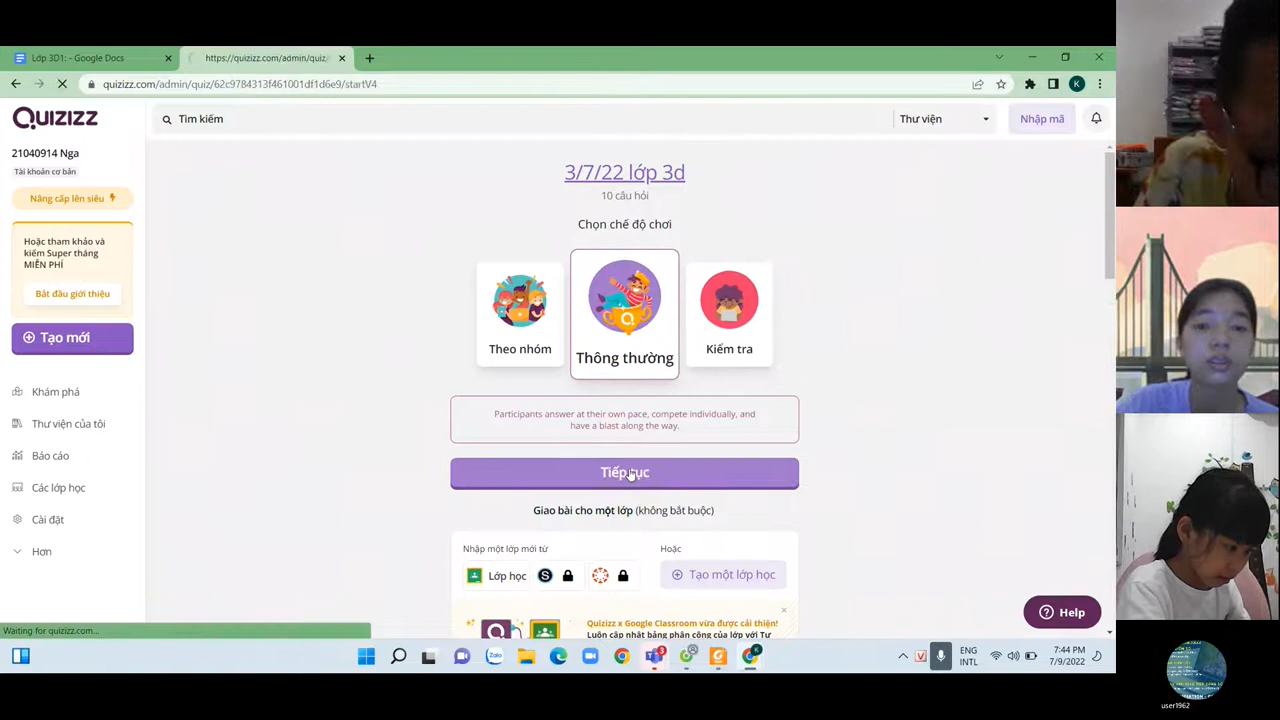 Lớp 3D1: - Google Docs
https://quizizz.com/admin/quiz/
quizizz.com/admin/quiz/62c9784313f461001df1d6e9/startV4
K
QUIZIZZ
Tìm kiếm
Thư viện
Nhập mã
21040914 Nga
Tài khoản cơ bản
Nâng cấp lên siêu
Hoặc tham khảo và
kiếm Super tháng
MIỄN PHÍ
Bắt đầu giới thiệu
Tạo mới
Khám phá
Thư viện của tôi
Báo cáo
Các lớp học
Cài đặt
Hơn
3/7/22 lớp 3d
10 câu hỏi
Chọn chế độ chơi
Theo nhóm
Thông thường
Kiểm tra
Participants answer at their own pace, compete individually, and
have a blast along the way.
Tiếp tục
Giao bài cho một lớp (không bắt buộc)
Nhập một lớp mới từ
Hoặc
Lớp học
Tạo một lớp học
Quizizz x Google Classroom vừa được cải thiện!
Luôn cập nhật bảng phân công của lớp với Tự
Help
Waiting for quizizz.com...
Zalo
3
ENG
INTL
7:44 PM
7/9/2022
user1962